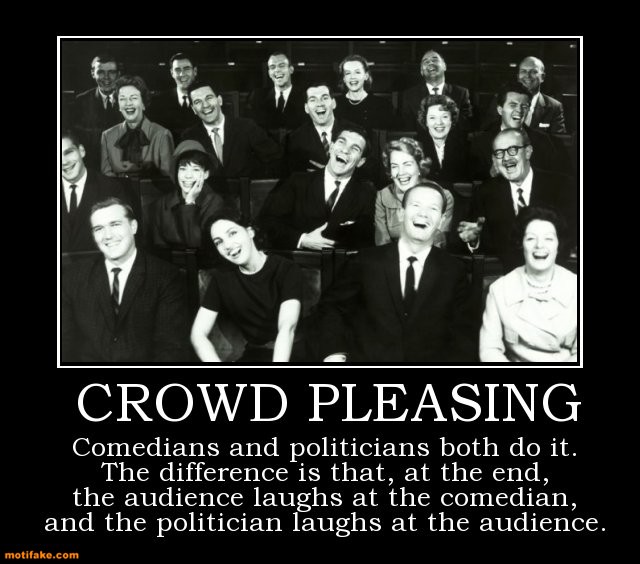 CROWD PLEASING
Comedians and politicians both do it.
The difference is that, at the end,
the audience laughs at the comedian,
and the politician laughs at the audience.
motifake.com